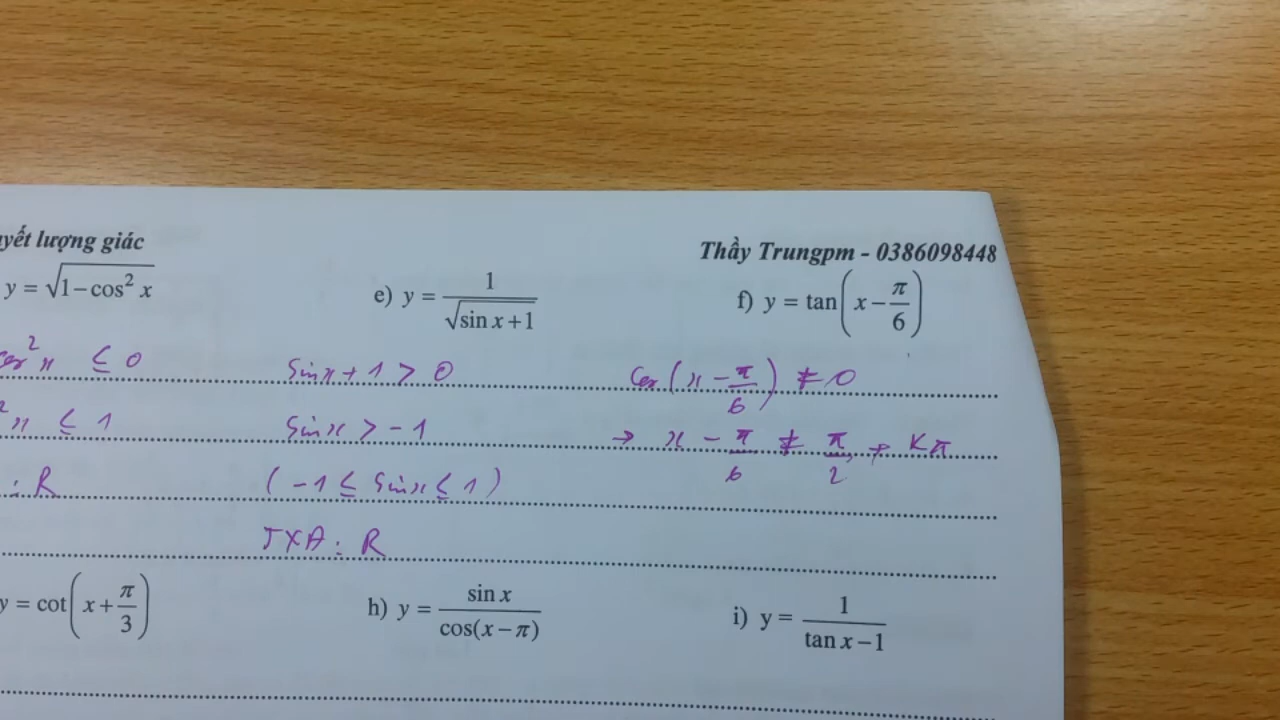 yết lượng giác Thầy Trungpm - 0386098448
y = √(1−cos² x) e) y = 1/√(sin x+1) f) y = tan(x − π/6)
cos² x ≤ 0 sin x + 1 > 0 cos(x − π/6) ≠ 0
² x ≤ 1 sin x > -1 → x − π/6 ≠ π/2 + kπ
: R (-1 ≤ sin x ≤ 1)
TXĐ: R
y = cot(x + π/3) h) y = sin x/cos(x − π) i) y = 1/(tan x − 1)